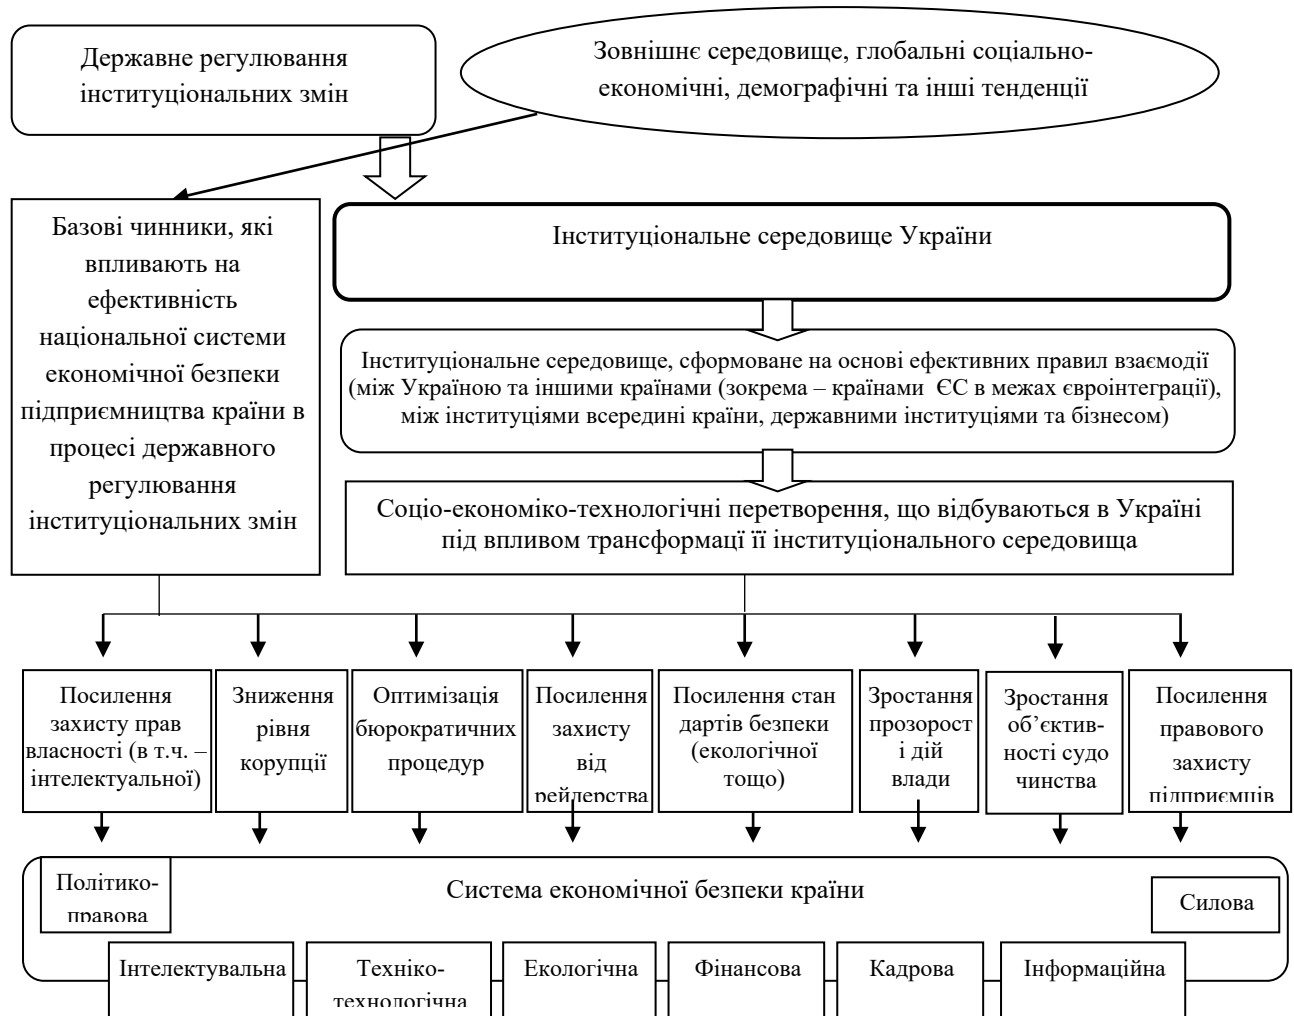 Державне регулювання
інституціональних змін
Зовнішнє середовище, глобальні соціально-
економічні, демографічні та інші тенденції
Базові чинники, які
впливають на
ефективність
національної системи
економічної безпеки
підприємництва країни в
процесі державного
регулювання
інституціональних змін
Інституціональне середовище України
Інституціональне середовище, сформоване на основі ефективних правил взаємодії
(між Україною та іншими країнами (зокрема – країнами ЄС в межах євроінтеграції),
між інституціями всередині країни, державними інституціями та бізнесом)
Соціо-економіко-технологічні перетворення, що відбуваються в Україні
під впливом трансформації її інституціонального середовища
Посилення
захисту прав
власності (в т.ч. –
інтелектуальної)
Зниження
рівня
корупції
Оптимізація
бюрократичних
процедур
Посилення
захисту
від
рейдерства
Посилення стан
дартів безпеки
(екологічної
тощо)
Зростання
прозорост
і дій
влади
Зростання
об’єктив-
ності судо
чинства
Посилення
правового
захисту
підприємців
Політико-
правова
Система економічної безпеки країни
Силова
Інтелектувальна
Техніко-
технологічна
Екологічна
Фінансова
Кадрова
Інформаційна